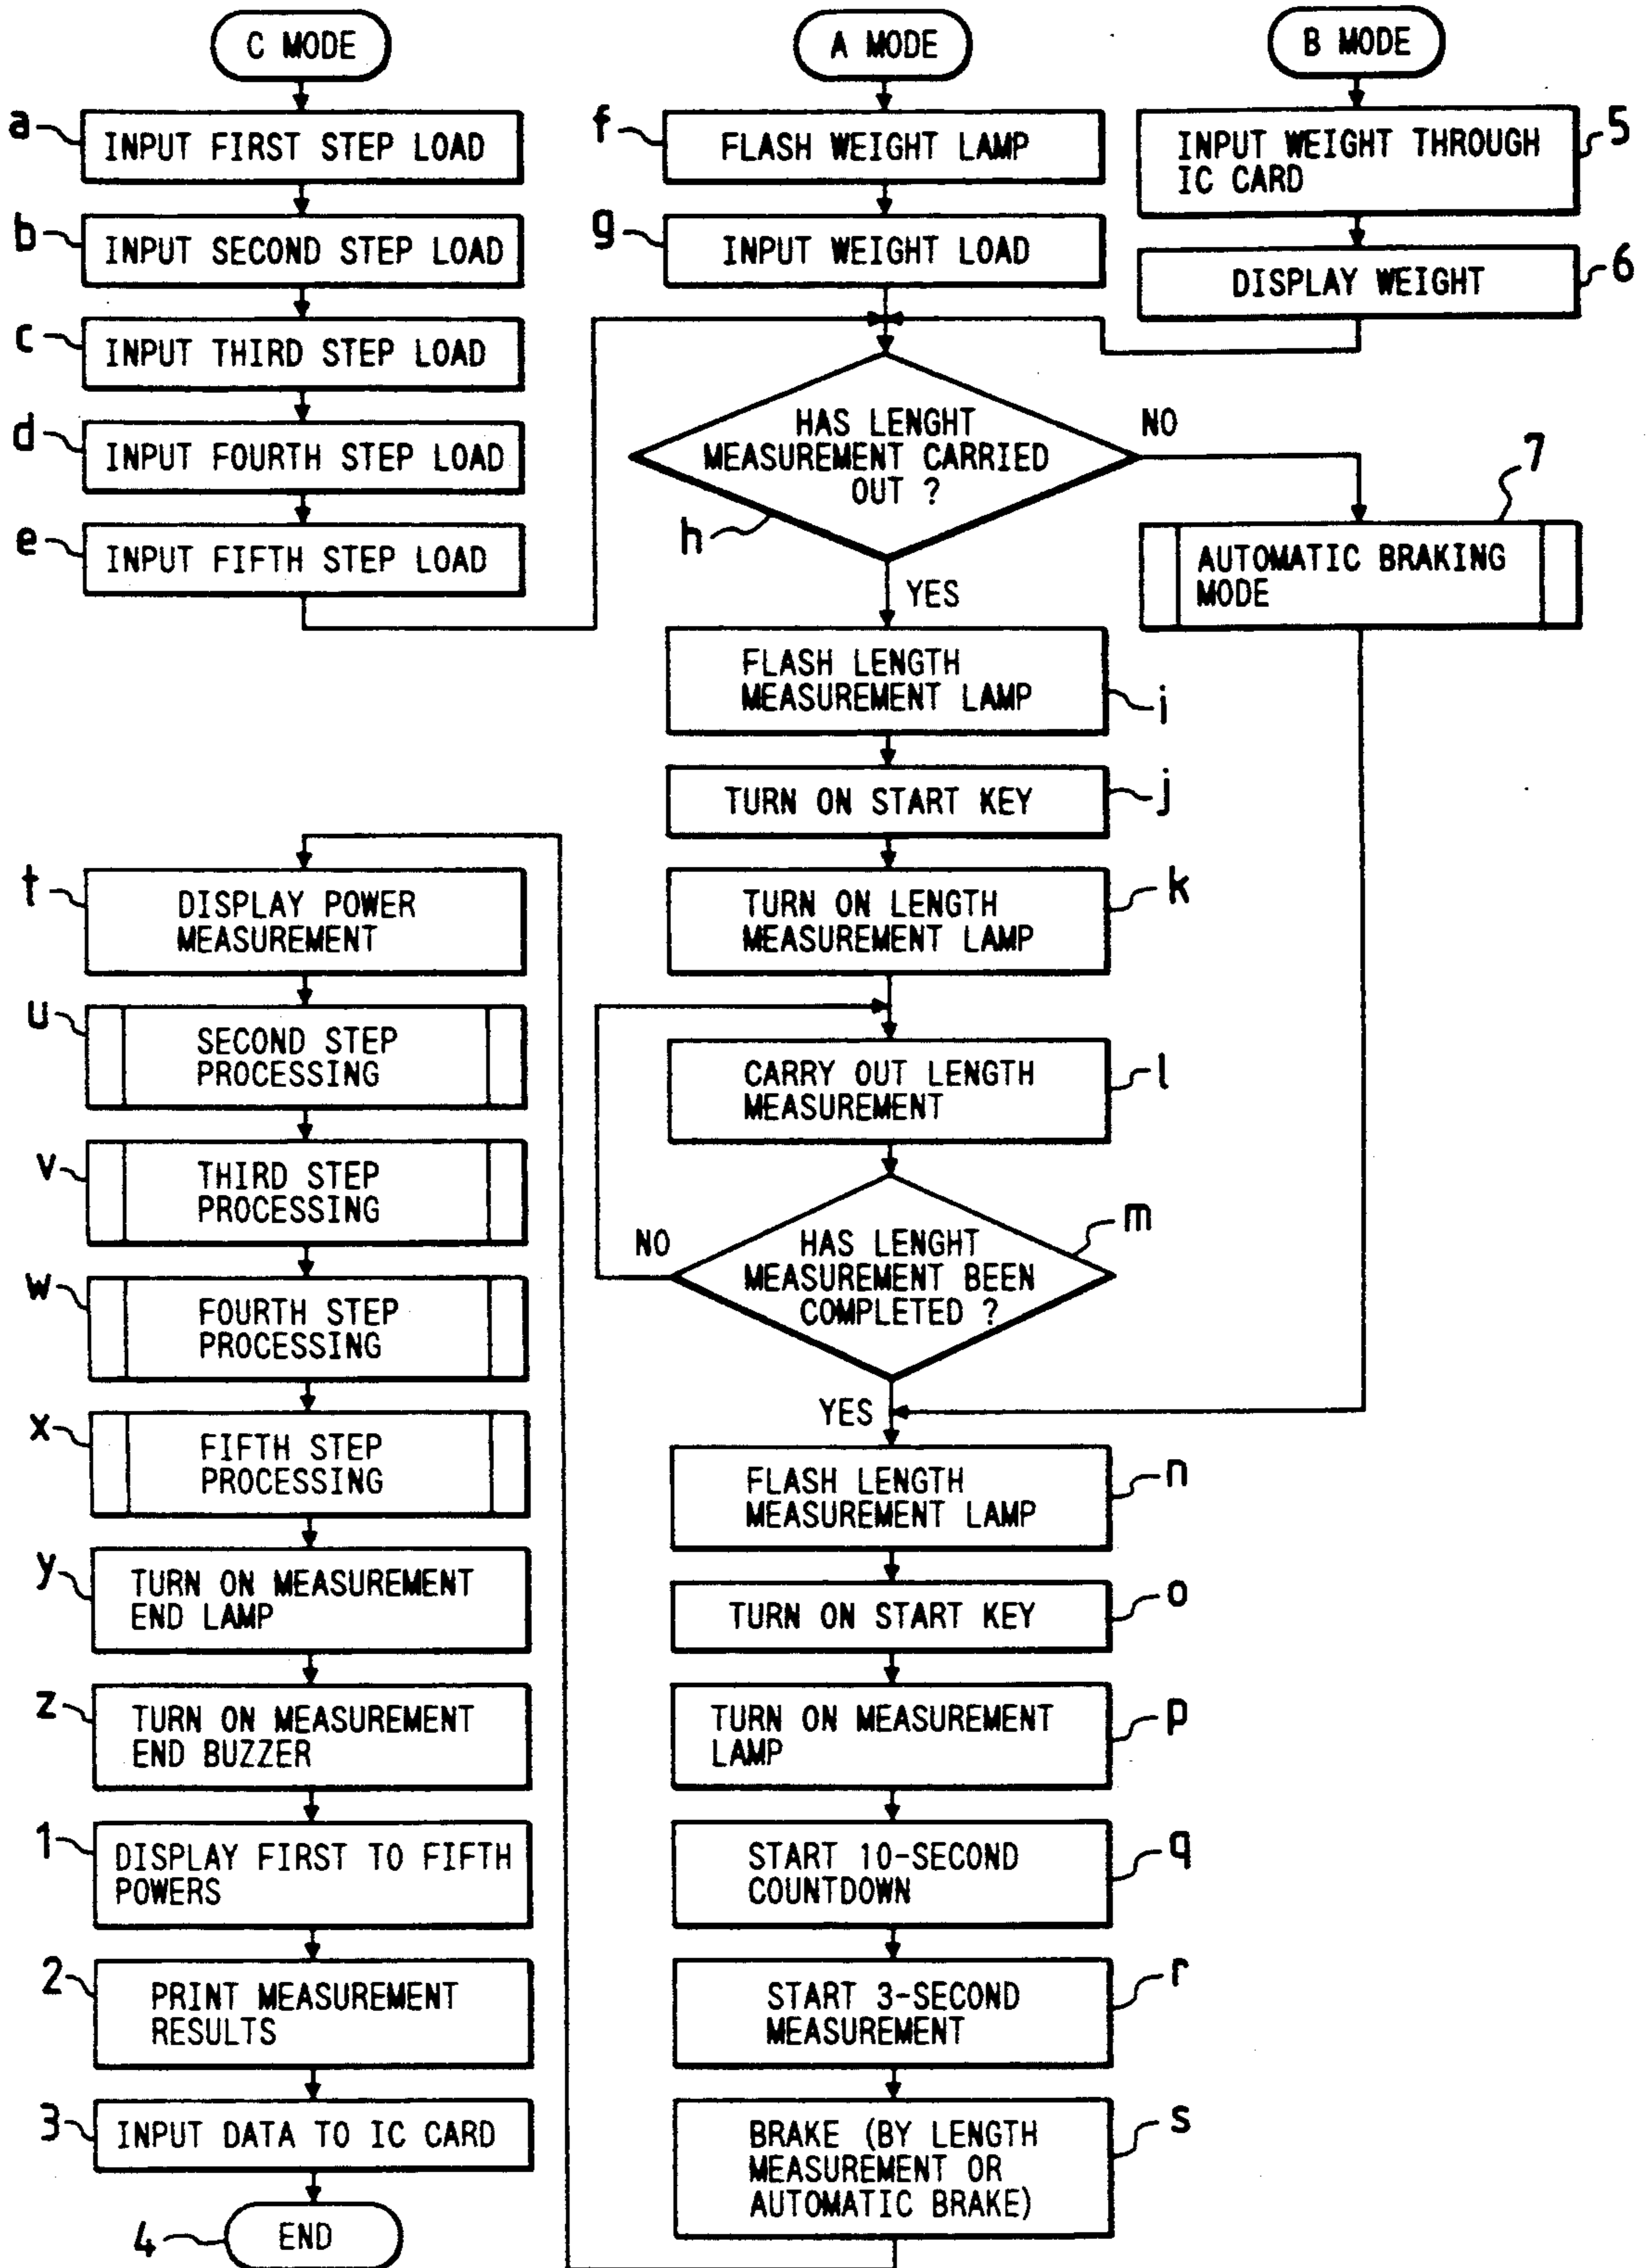 C MODE
a
INPUT FIRST STEP LOAD
b
INPUT SECOND STEP LOAD
c
INPUT THIRD STEP LOAD
d
INPUT FOURTH STEP LOAD
e
INPUT FIFTH STEP LOAD
A MODE
f
FLASH WEIGHT LAMP
g
INPUT WEIGHT LOAD
B MODE
INPUT WEIGHT THROUGH
IC CARD
5
DISPLAY WEIGHT
6
HAS LENGHT
MEASUREMENT CARRIED
OUT ?
h
NO
YES
7
AUTOMATIC BRAKING
MODE
FLASH LENGTH
MEASUREMENT LAMP
i
TURN ON START KEY
j
TURN ON LENGTH
MEASUREMENT LAMP
k
CARRY OUT LENGTH
MEASUREMENT
l
HAS LENGHT
MEASUREMENT BEEN
COMPLETED ?
m
NO
YES
FLASH LENGTH
MEASUREMENT LAMP
n
TURN ON START KEY
o
TURN ON MEASUREMENT
LAMP
p
START 10-SECOND
COUNTDOWN
q
START 3-SECOND
MEASUREMENT
r
BRAKE (BY LENGTH
MEASUREMENT OR
AUTOMATIC BRAKE)
s
t
DISPLAY POWER
MEASUREMENT
u
SECOND STEP
PROCESSING
v
THIRD STEP
PROCESSING
w
FOURTH STEP
PROCESSING
x
FIFTH STEP
PROCESSING
y
TURN ON MEASUREMENT
END LAMP
z
TURN ON MEASUREMENT
END BUZZER
1
DISPLAY FIRST TO FIFTH
POWERS
2
PRINT MEASUREMENT
RESULTS
3
INPUT DATA TO IC CARD
4
END